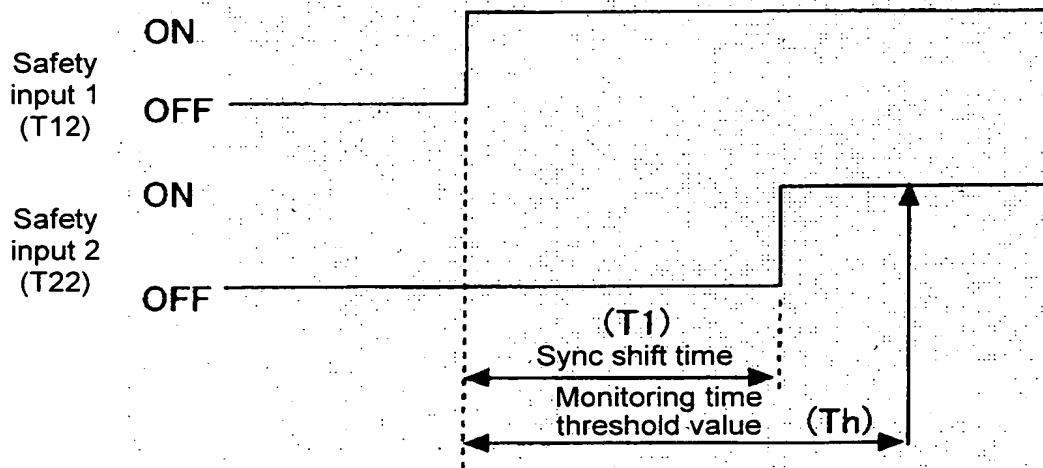 ON
Safety
input 1
(T12)
OFF
ON
Safety
input 2
(T22)
OFF
(T1)
Sync shift time
Monitoring time
threshold value (Th)